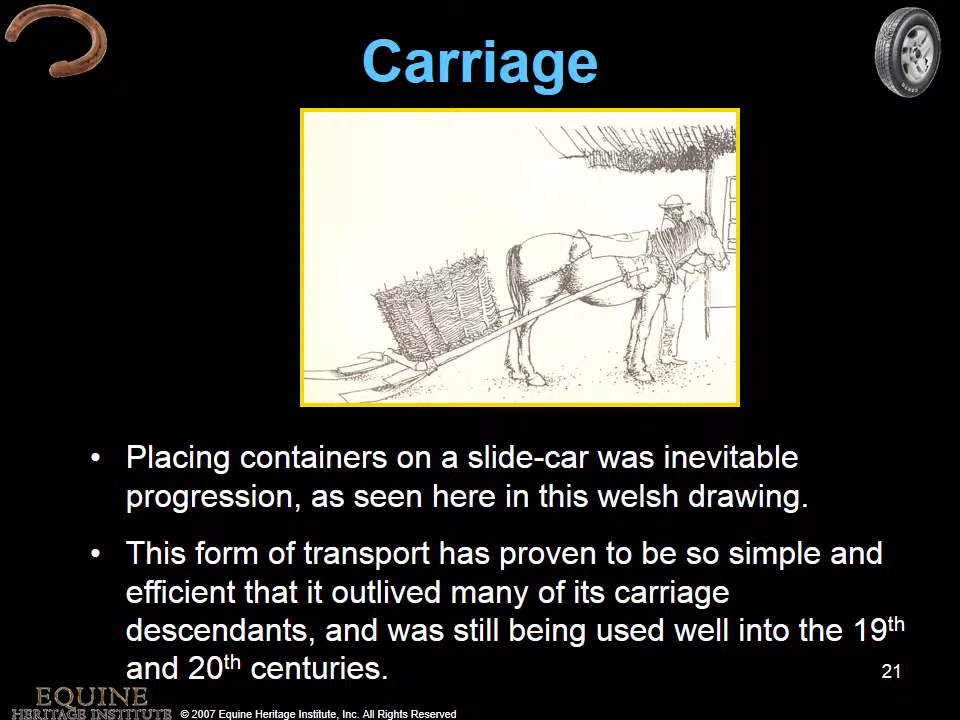 Carriage
• Placing containers on a slide-car was inevitable
progression, as seen here in this welsh drawing.
• This form of transport has proven to be so simple and
efficient that it outlived many of its carriage
descendants, and was still being used well into the 19th
and 20th centuries.
21
EQUINE
HERITAGE INSTITUTE
© 2007 Equine Heritage Institute, Inc. All Rights Reserved